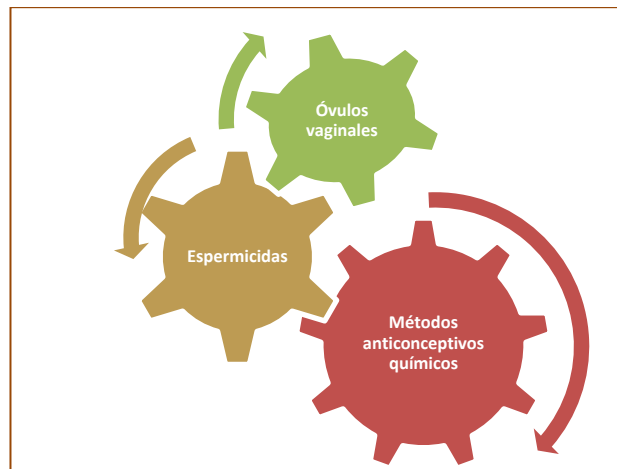 Óvulos
vaginales
Espermicidas
Métodos
anticonceptivos
químicos